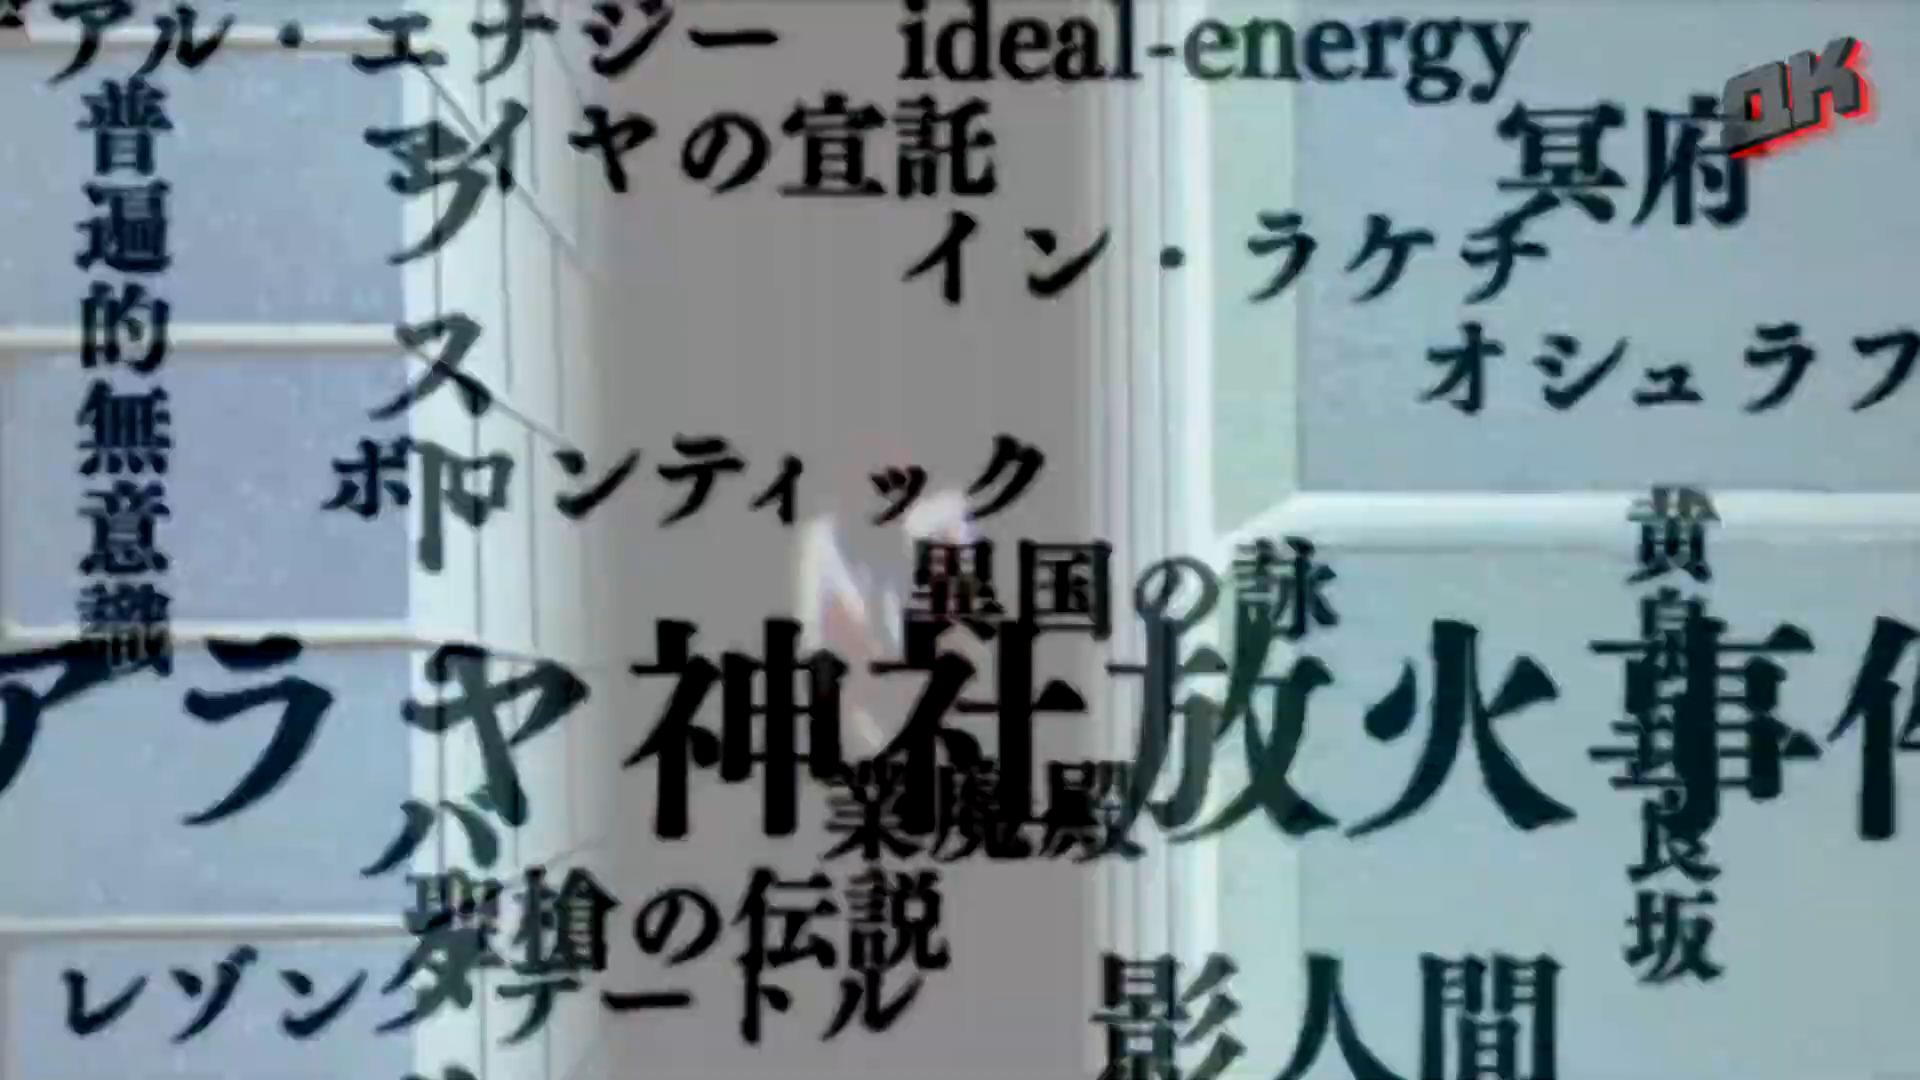 アル・エナジー ideal-energy
QK
普遍的無意識
マイヤの宣託
冥府
イン・ラケチ
オシュラフ
ボロンティック
異国の詠
アラヤ神社放火事件
業魔殿
聖槍の伝説
レゾンデートル
影人間